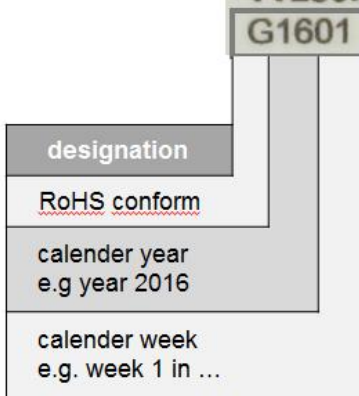 G1601
designation
RoHS conform
calender year
e.g year 2016
calender week
e.g. week 1 in …